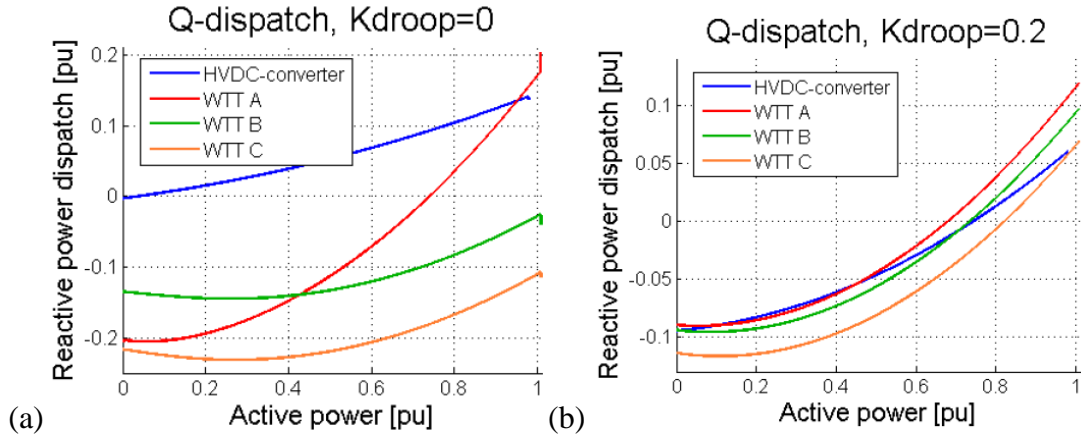 Q-dispatch, Kdroop=0
Reactive power dispatch [pu]
0.2
0.1
0
-0.1
-0.2
HVDC-converter
WTT A
WTT B
WTT C
0 0.2 0.4 0.6 0.8 1
Active power [pu]
(a)
Q-dispatch, Kdroop=0.2
Reactive power dispatch [pu]
0.1
0.05
0
-0.05
-0.1
HVDC-converter
WTT A
WTT B
WTT C
0 0.2 0.4 0.6 0.8 1
Active power [pu]
(b)